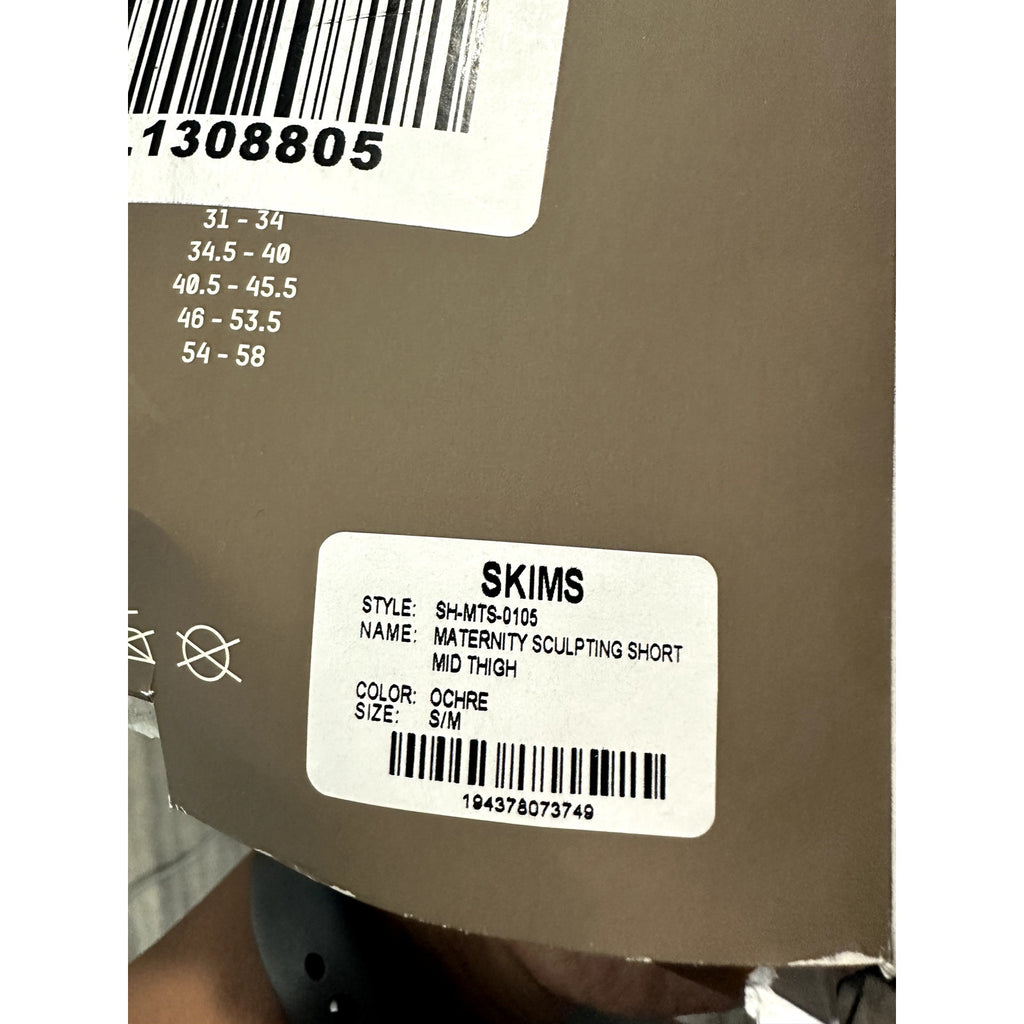 1308805
31 - 34
34.5 - 40
40.5 - 45.5
46 - 53.5
54 - 58
SKIMS
STYLE: SH-MTS-0105
NAME: MATERNITY SCULPTING SHORT
MID THIGH
COLOR: OCHRE
SIZE: S/M
194378073749